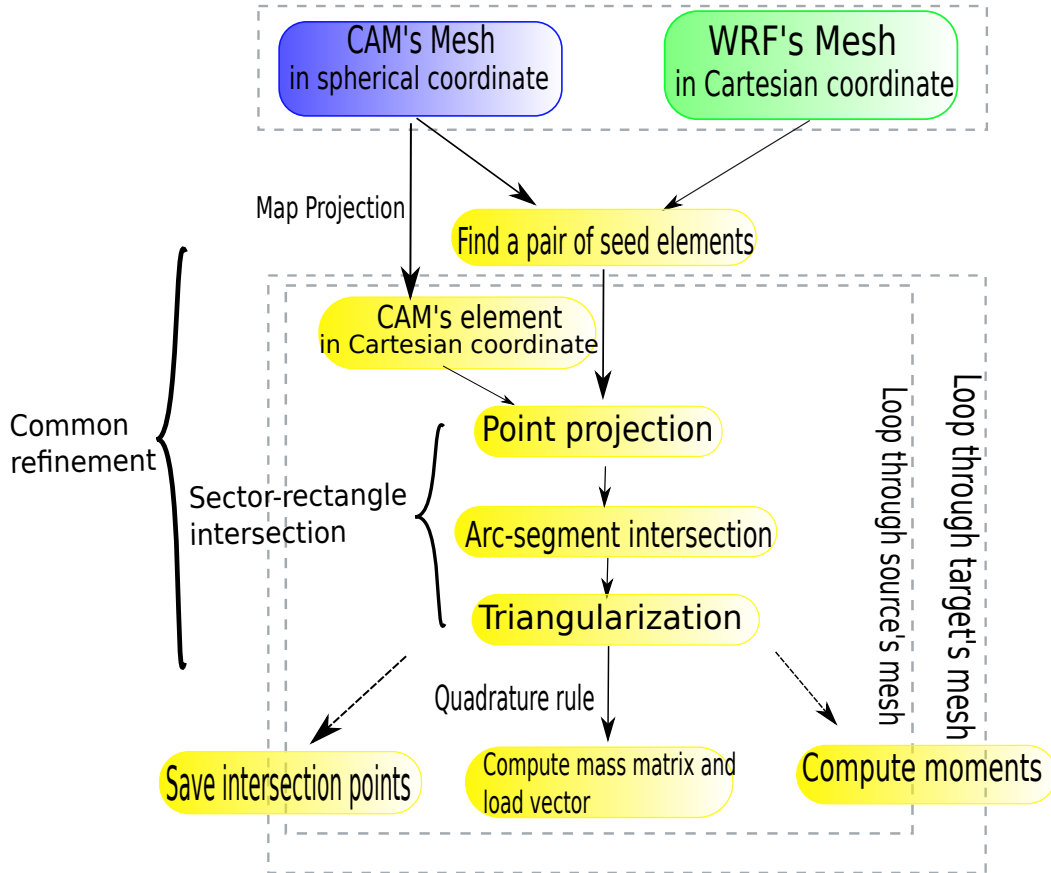 CAM's Mesh
in spherical coordinate
WRF's Mesh
in Cartesian coordinate
Map Projection
Find a pair of seed elements
CAM's element
in Cartesian coordinate
Common
refinement
Point projection
Sector-rectangle
intersection
Arc-segment intersection
Triangularization
Loop through source's mesh
Loop through target's mesh
Quadrature rule
Save intersection points
Compute mass matrix and
load vector
Compute moments